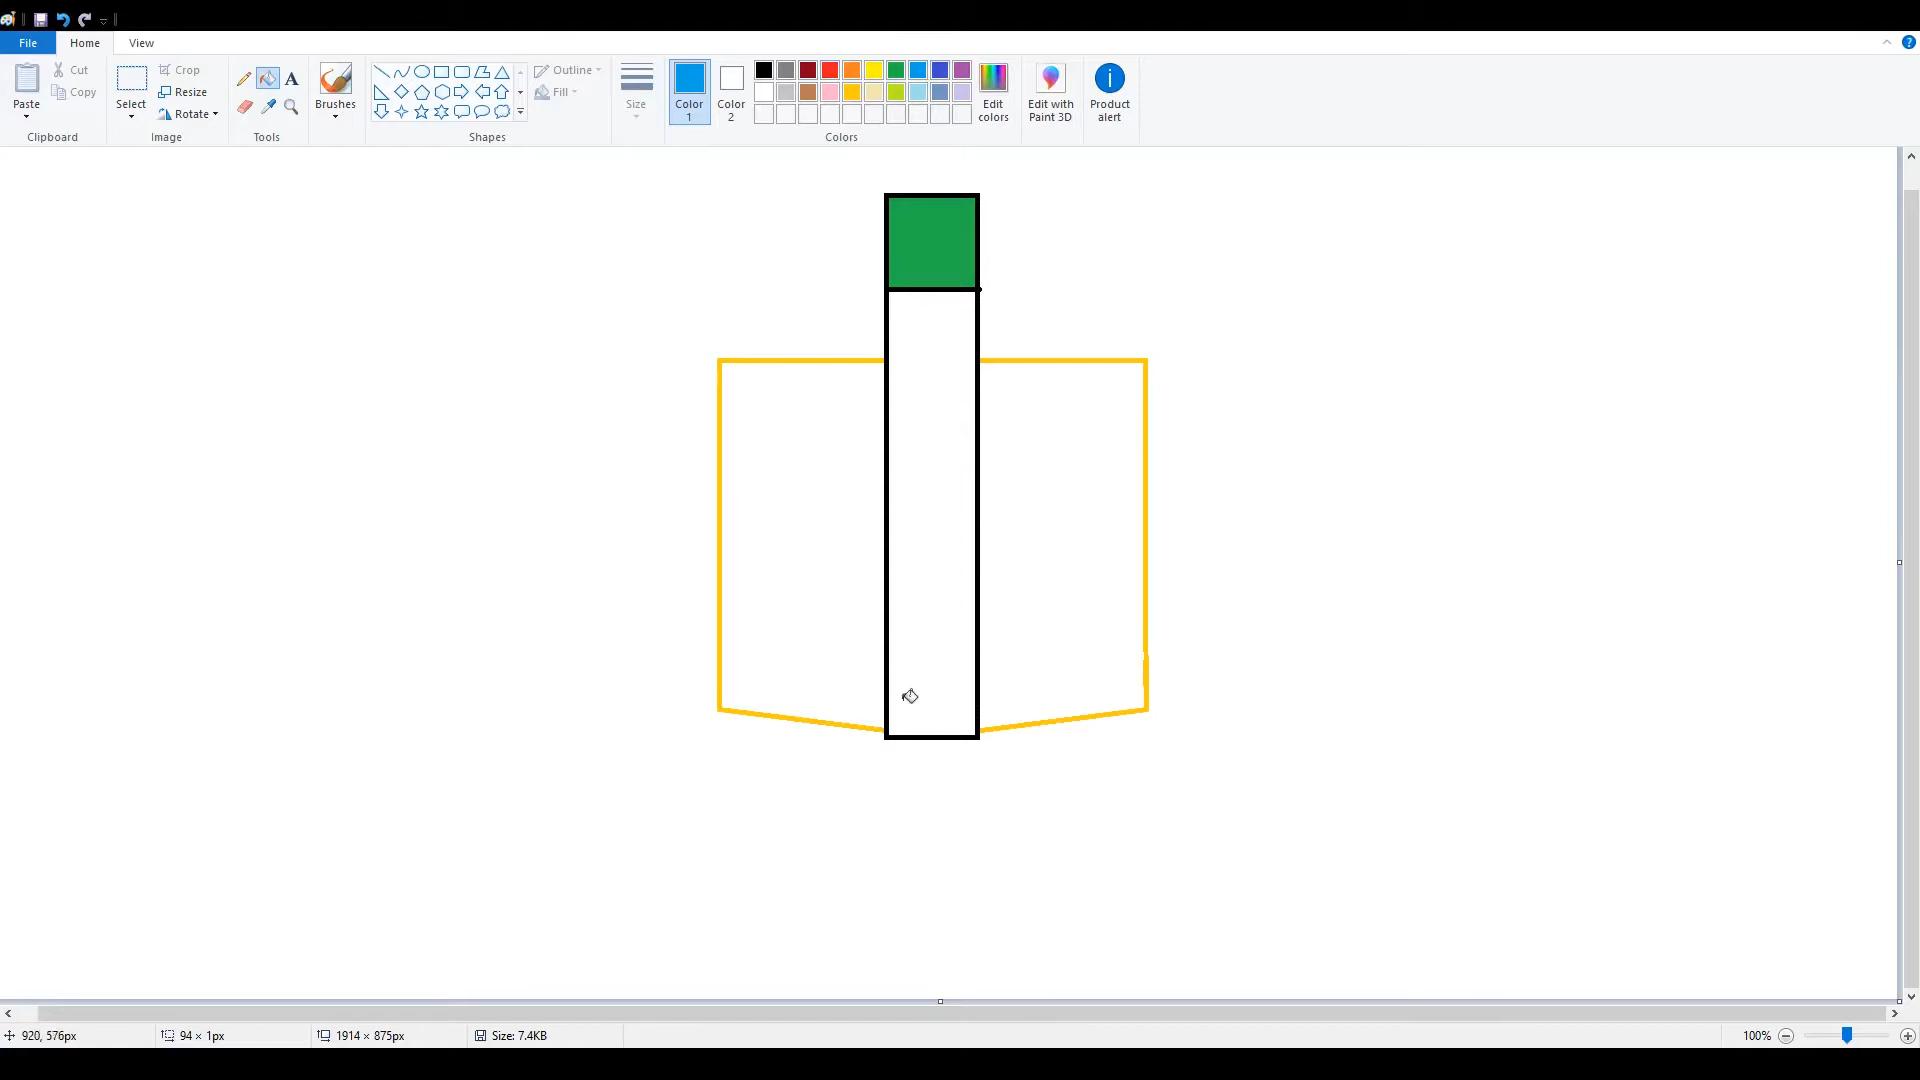 File Home View
Paste Cut Copy Clipboard
Select Crop Resize Rotate Image
A Tools
Brushes
Outline Fill Shapes
Size
Color 1 Color 2 Edit colors Colors
Edit with Paint 3D
Product alert
920, 576px 94 × 1px 1914 × 875px Size: 7.4KB 100%